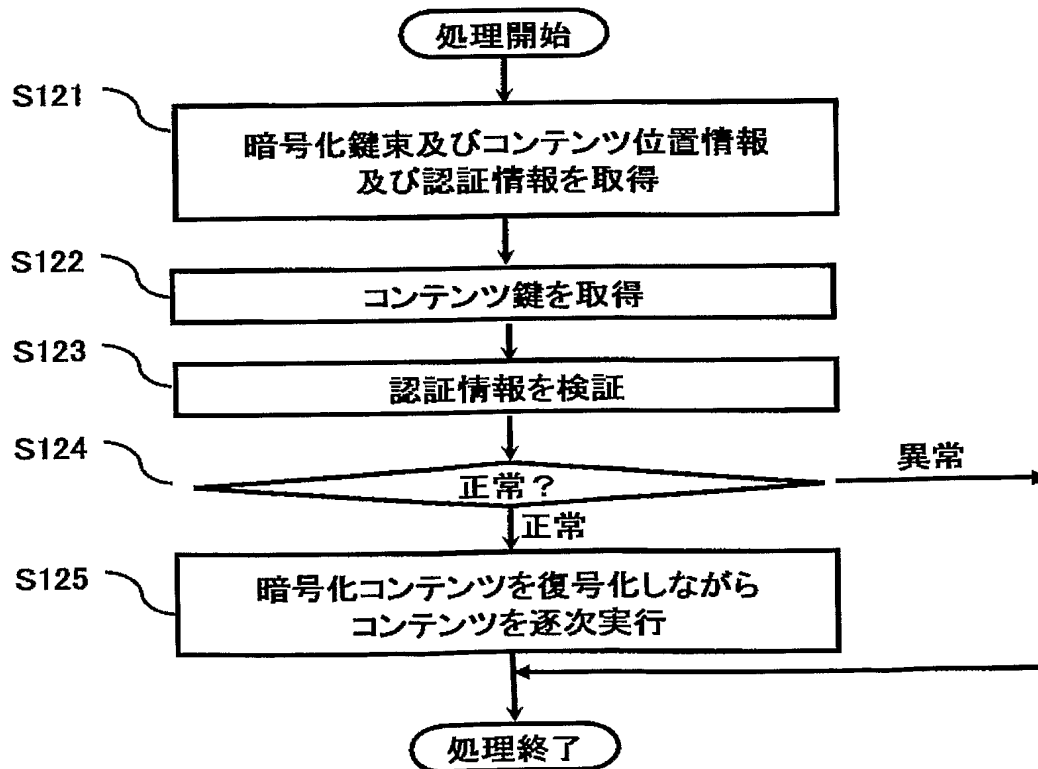 処理開始
S121
暗号化鍵束及びコンテンツ位置情報
及び認証情報を取得
S122
コンテンツ鍵を取得
S123
認証情報を検証
S124
正常？
異常
正常
S125
暗号化コンテンツを復号化しながら
コンテンツを逐次実行
処理終了